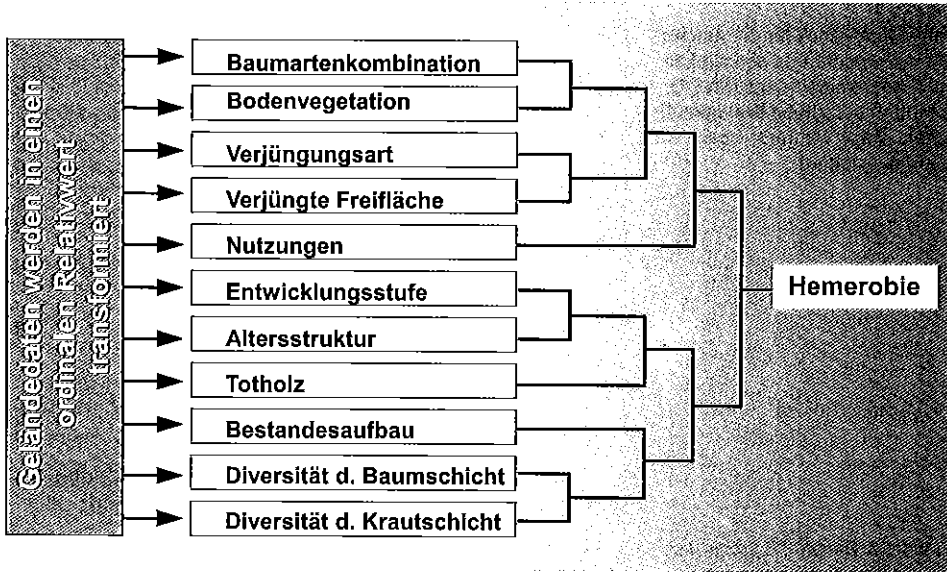 Geländedaten werden in einen
ordinalen Relativwert
transformiert
Baumartenkombination
Bodenvegetation
Verjüngungsart
Verjüngte Freifläche
Nutzungen
Entwicklungsstufe
Altersstruktur
Totholz
Bestandesaufbau
Diversität d. Baumschicht
Diversität d. Krautschicht
Hemerobie